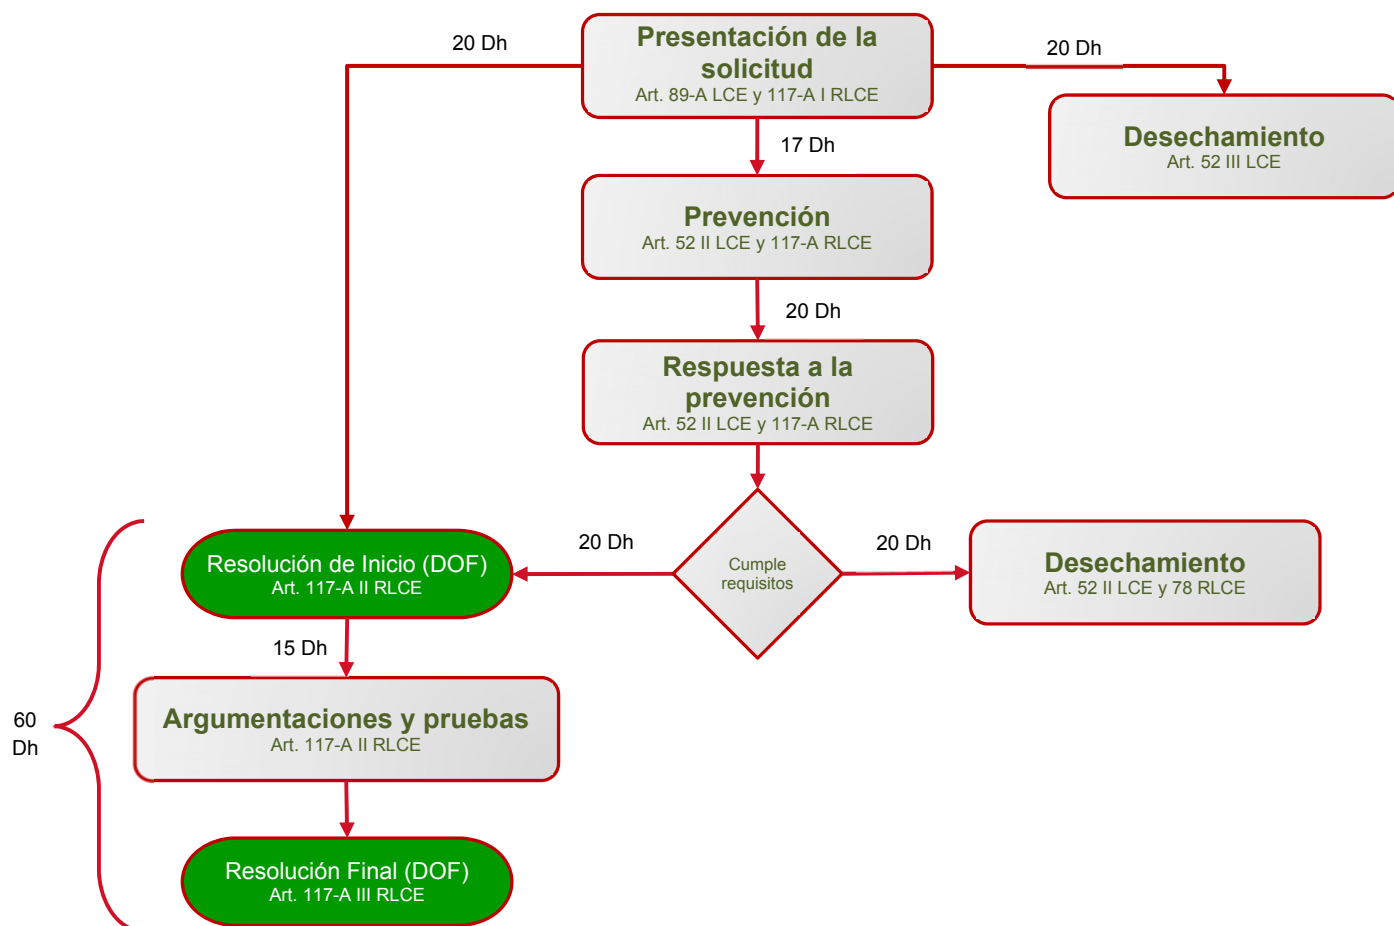 20 Dh
Presentación de la
solicitud
Art. 89-A LCE y 117-A I RLCE
20 Dh
Desechamiento
Art. 52 III LCE
17 Dh
Prevención
Art. 52 II LCE y 117-A RLCE
20 Dh
Respuesta a la
prevención
Art. 52 II LCE y 117-A RLCE
Resolución de Inicio (DOF)
Art. 117-A II RLCE
20 Dh
Cumple
requisitos
20 Dh
Desechamiento
Art. 52 II LCE y 78 RLCE
15 Dh
60
Dh
Argumentaciones y pruebas
Art. 117-A II RLCE
Resolución Final (DOF)
Art. 117-A III RLCE